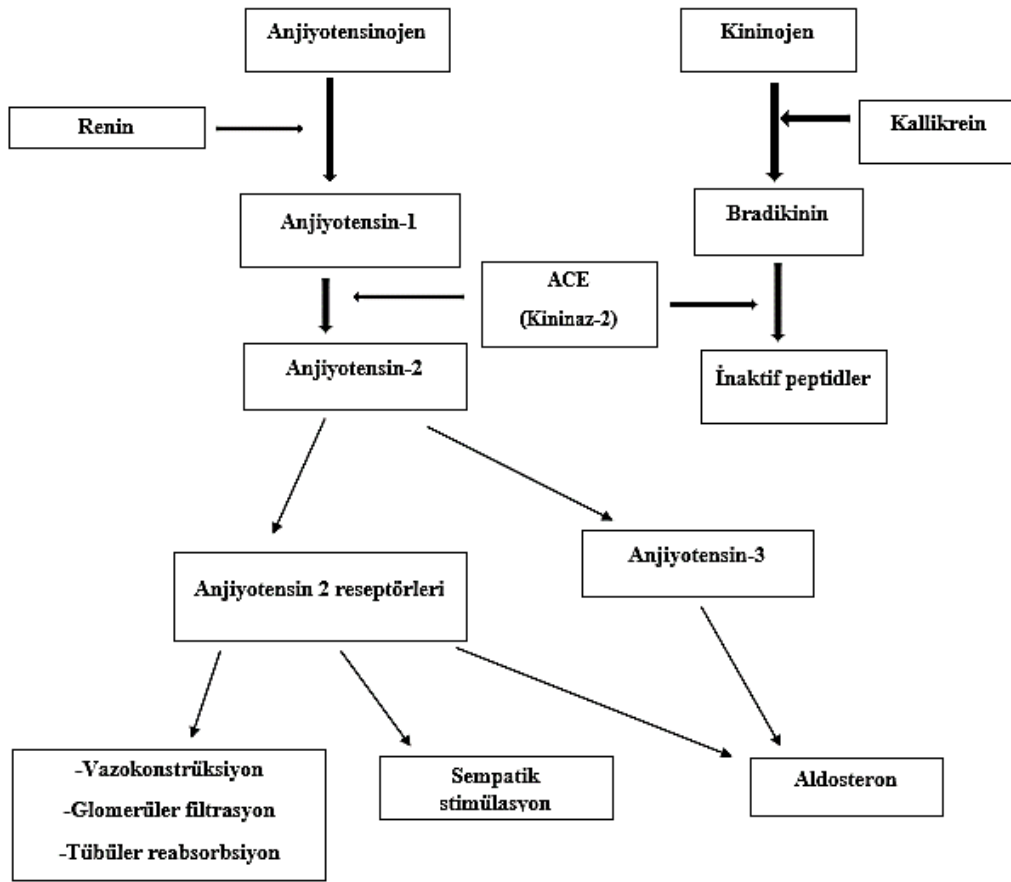 Anjiyotensinojen
Kininojen
Renin
Kallikrein
Anjiyotensin-1
Bradikinin
ACE
(Kininaz-2)
Anjiyotensin-2
İnaktif peptidler
Anjiyotensin 2 reseptörleri
Anjiyotensin-3
-Vazokonstrüksiyon
-Glomerüler filtrasyon
-Tübüler reabsorbsiyon
Sempatik
stimülasyon
Aldosteron